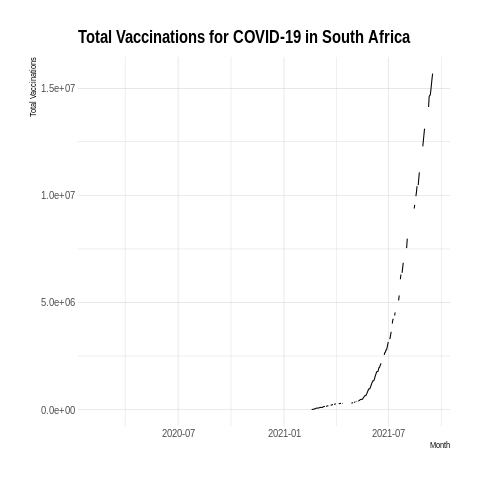 Total Vaccinations for COVID-19 in South Africa
Total Vaccinations
1.5e+07
1.0e+07
5.0e+06
0.0e+00
2020-07
2021-01
2021-07
Month